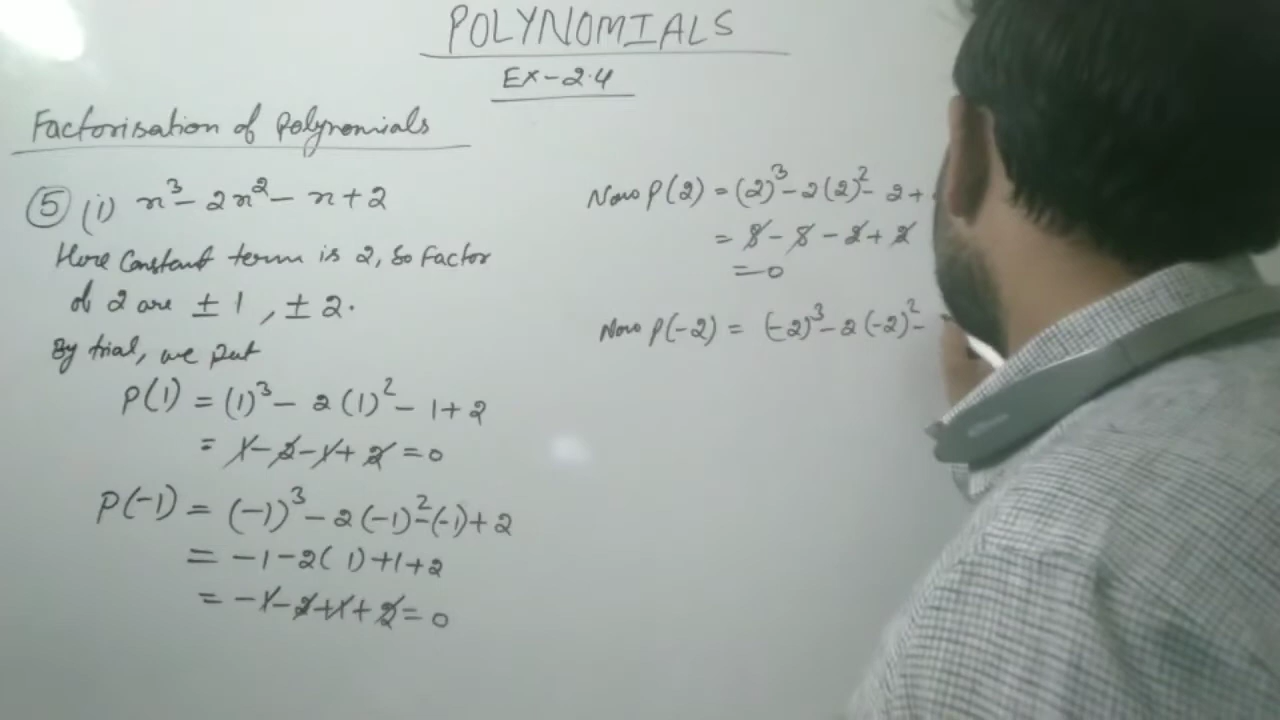 POLYNOMIALS
Ex-2.4
Factorisation of Polynomials
5 (i) x³ - 2x² - x + 2
Here Constant term is 2, So Factor
of 2 are ± 1 , ± 2.
By trial, we put
P(1) = (1)³ - 2(1)² - 1 + 2
= 1 - 2 - 1 + 2 = 0
P(-1) = (-1)³ - 2(-1)² - (-1) + 2
= -1 - 2( 1) + 1 + 2
= -1 - 2 + 1 + 2 = 0
Now P(2) = (2)³ - 2(2)² - 2 +
= 8 - 8 - 2 + 2
= 0
Now P(-2) = (-2)³ - 2(-2)² -